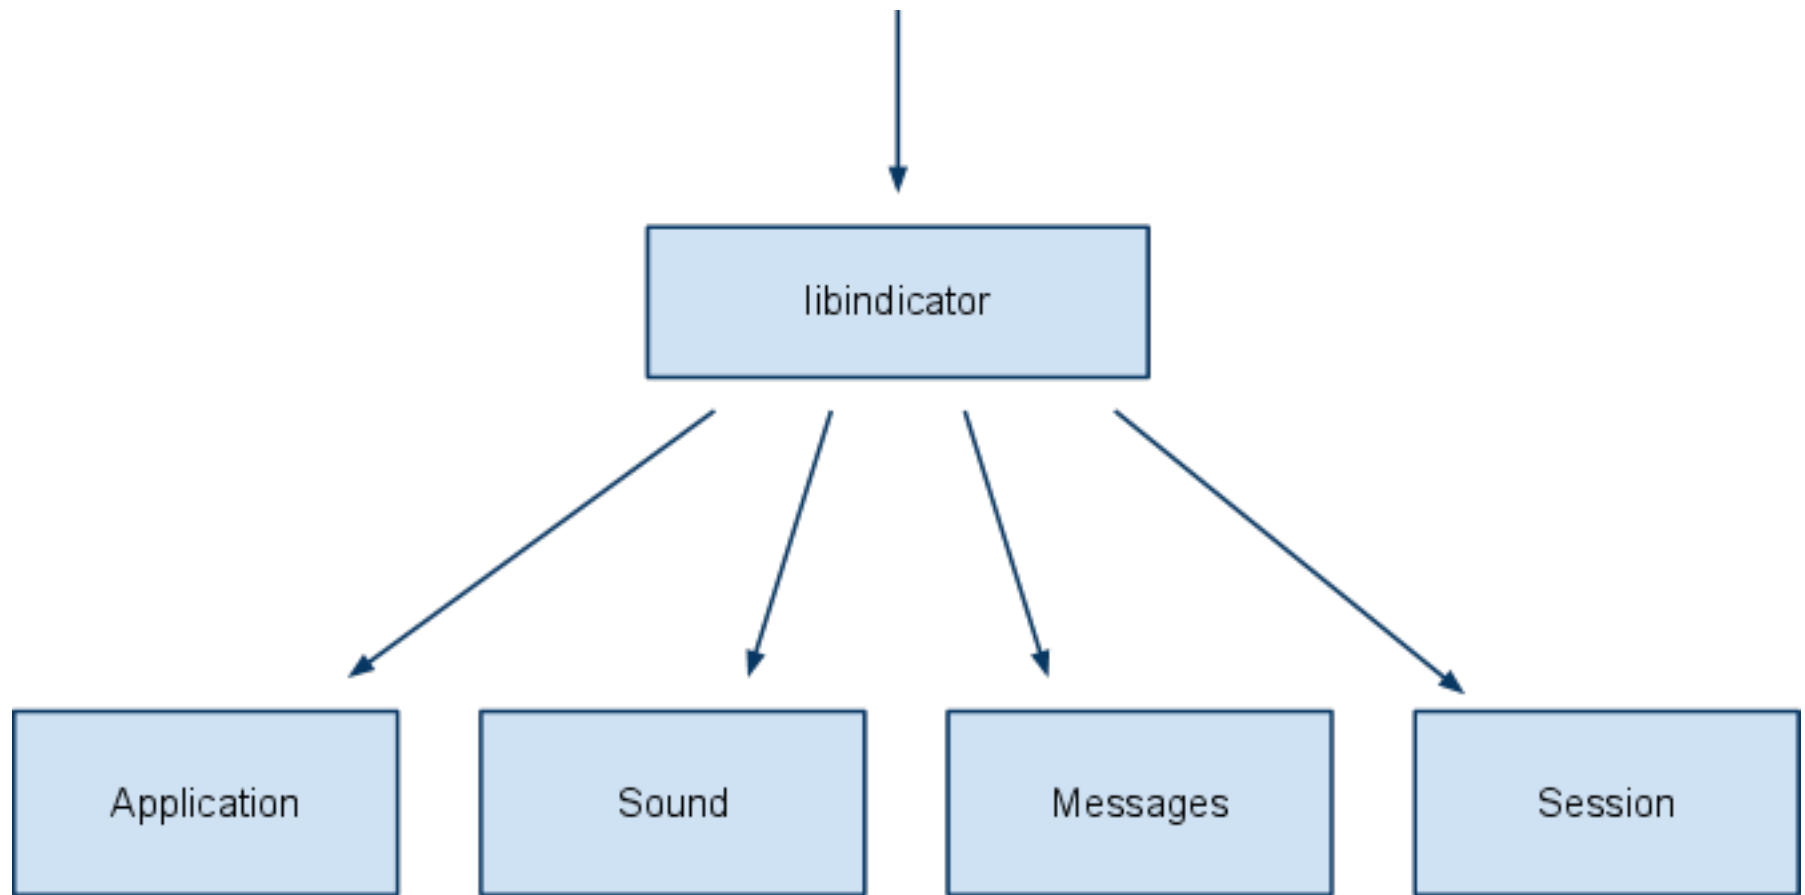 libindicator
Application
Sound
Messages
Session